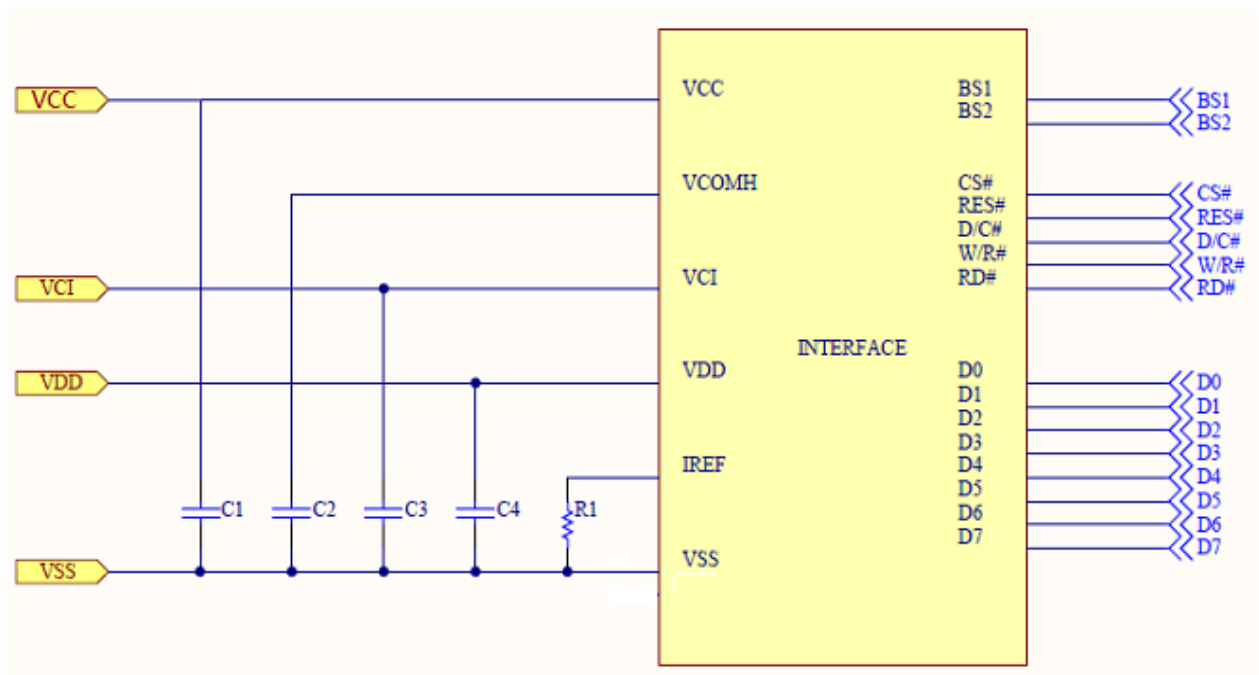 VCC VCC BS1 BS1
BS2 BS2
VCOMH CS# CS#
RES# RES#
D/C# D/C#
W/R# W/R#
VCI VCI RD# RD#
INTERFACE
VDD VDD D0 D0
D1 D1
D2 D2
D3 D3
IREF D4 D4
D5 D5
C1 C2 C3 C4 R1 D6 D6
D7 D7
VSS VSS